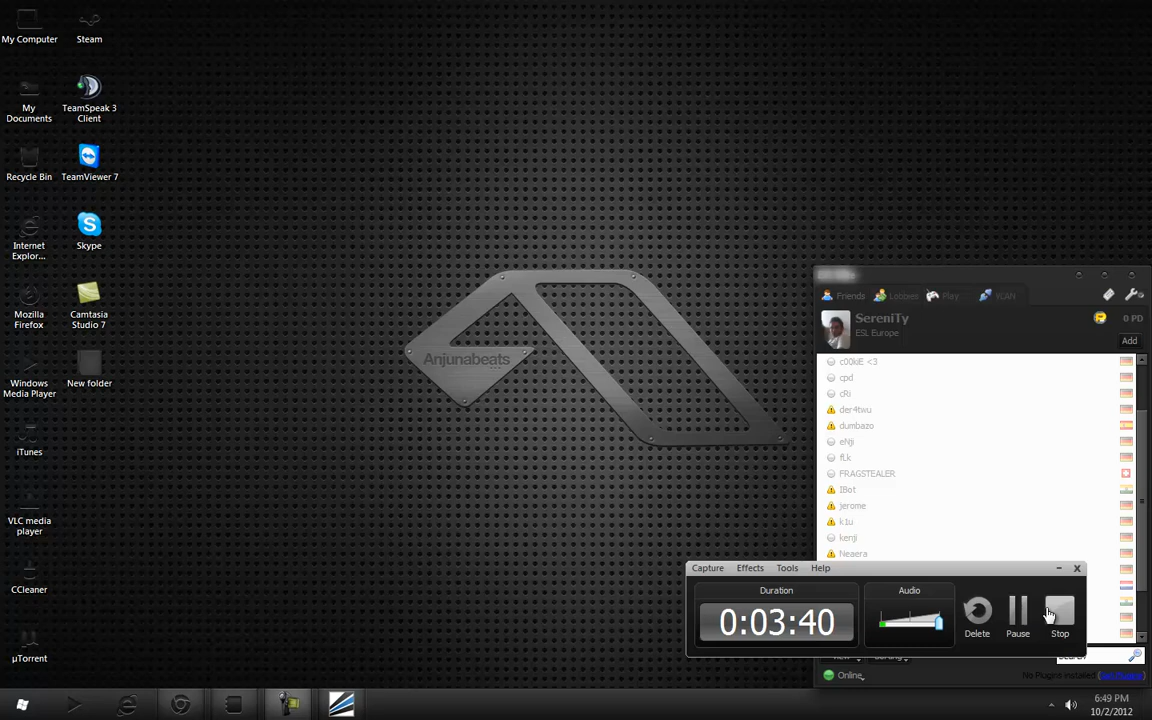 My Computer
Steam
My
Documents
TeamSpeak 3
Client
Recycle Bin
TeamViewer 7
Internet
Explor...
Skype
Mozilla
Firefox
Camtasia
Studio 7
Windows
Media Player
New folder
iTunes
VLC media
player
CCleaner
µTorrent
Anjunabeats
Friends Lobbies Play
SereniTy
ESL Europe
0 PD
Add
c00kiE <3
cpd
cRi
der4twu
dumbazo
eNji
fLk
FRAGSTEALER
IBot
jerome
k1u
kenji
Neaera
Capture Effects Tools Help
Duration
Audio
0:03:40
Delete Pause Stop
Online
No Plugins installed
6:49 PM
10/2/2012